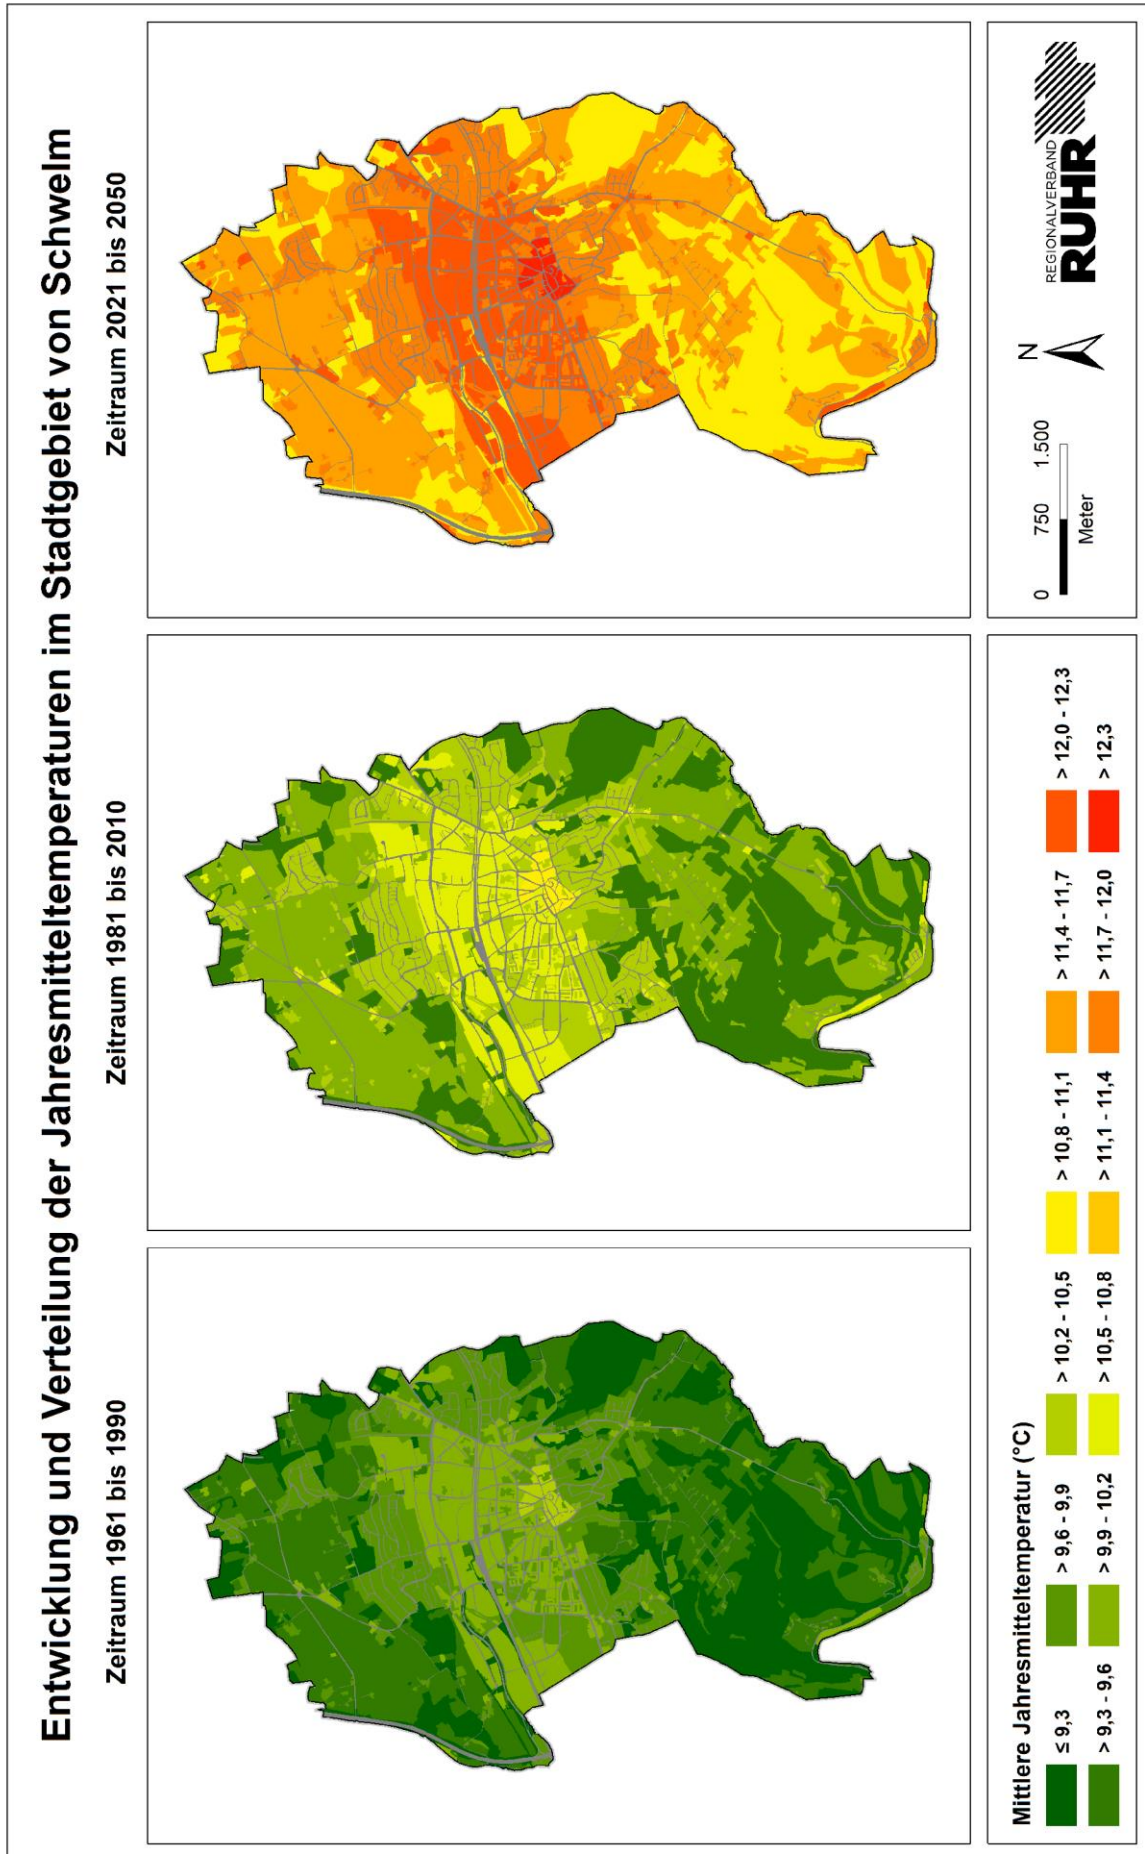 Entwicklung und Verteilung der Jahresmitteltemperaturen im Stadtgebiet von Schwelm
Zeitraum 1961 bis 1990
Zeitraum 1981 bis 2010
Zeitraum 2021 bis 2050
Mittlere Jahresmitteltemperatur (°C)
≤ 9,3
> 9,6 - 9,9
> 10,2 - 10,5
> 10,8 - 11,1
> 11,4 - 11,7
> 12,0 - 12,3
> 9,3 - 9,6
> 9,9 - 10,2
> 10,5 - 10,8
> 11,1 - 11,4
> 11,7 - 12,0
> 12,3
0 750 1.500
Meter
N
REGIONALVERBAND
RUHR